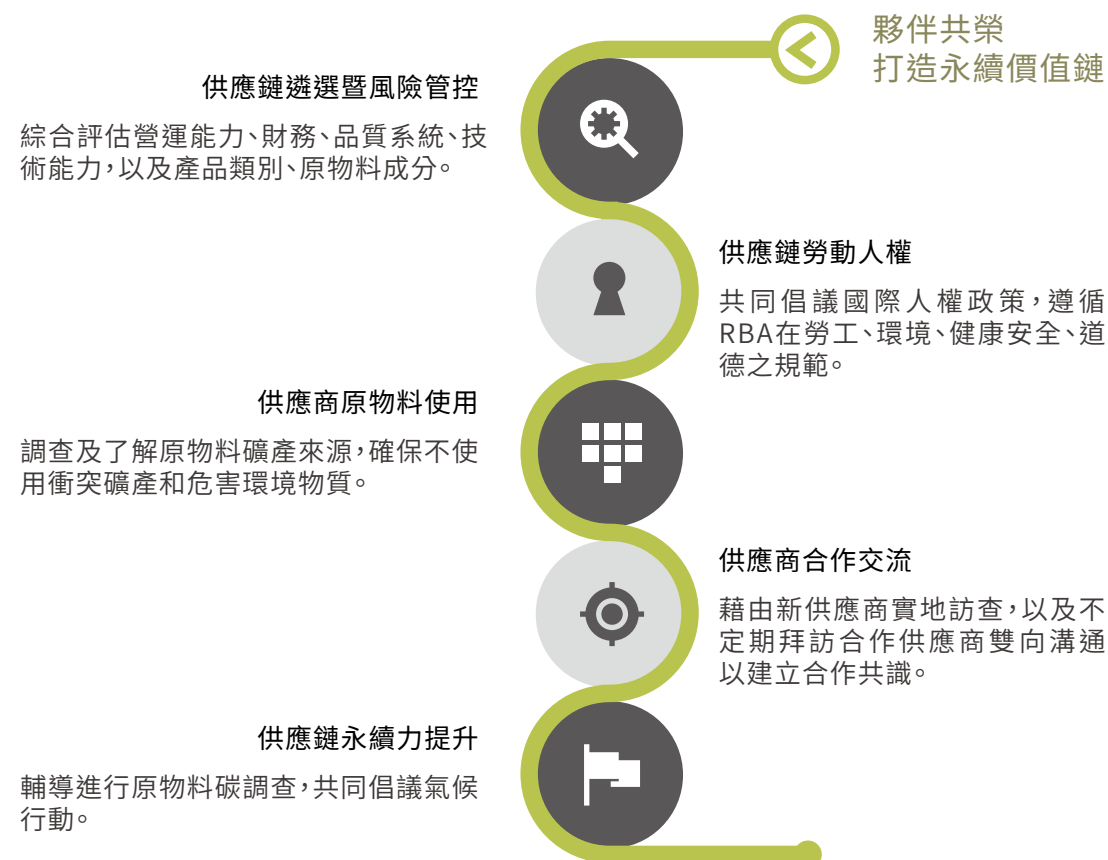 夥伴共榮
打造永續價值鏈
供應鏈遴選暨風險管控
綜合評估營運能力、財務、品質系統、技
術能力,以及產品類別、原物料成分。
供應鏈勞動人權
共同倡議國際人權政策,遵循
RBA在勞工、環境、健康安全、道
德之規範。
供應商原物料使用
調查及了解原物料礦產來源,確保不使
用衝突礦產和危害環境物質。
供應商合作交流
藉由新供應商實地訪查,以及不
定期拜訪合作供應商雙向溝通
以建立合作共識。
供應鏈永續力提升
輔導進行原物料碳調查,共同倡議氣候
行動。